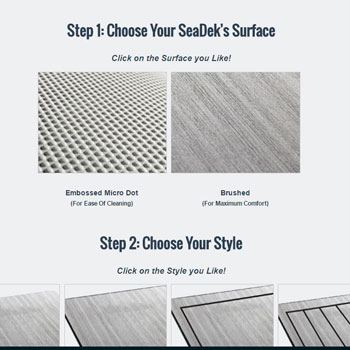 Step 1: Choose Your SeaDek's Surface
Click on the Surface you Like!
Embossed Micro Dot
(For Ease Of Cleaning)
Brushed
(For Maximum Comfort)
Step 2: Choose Your Style
Click on the Style you Like!